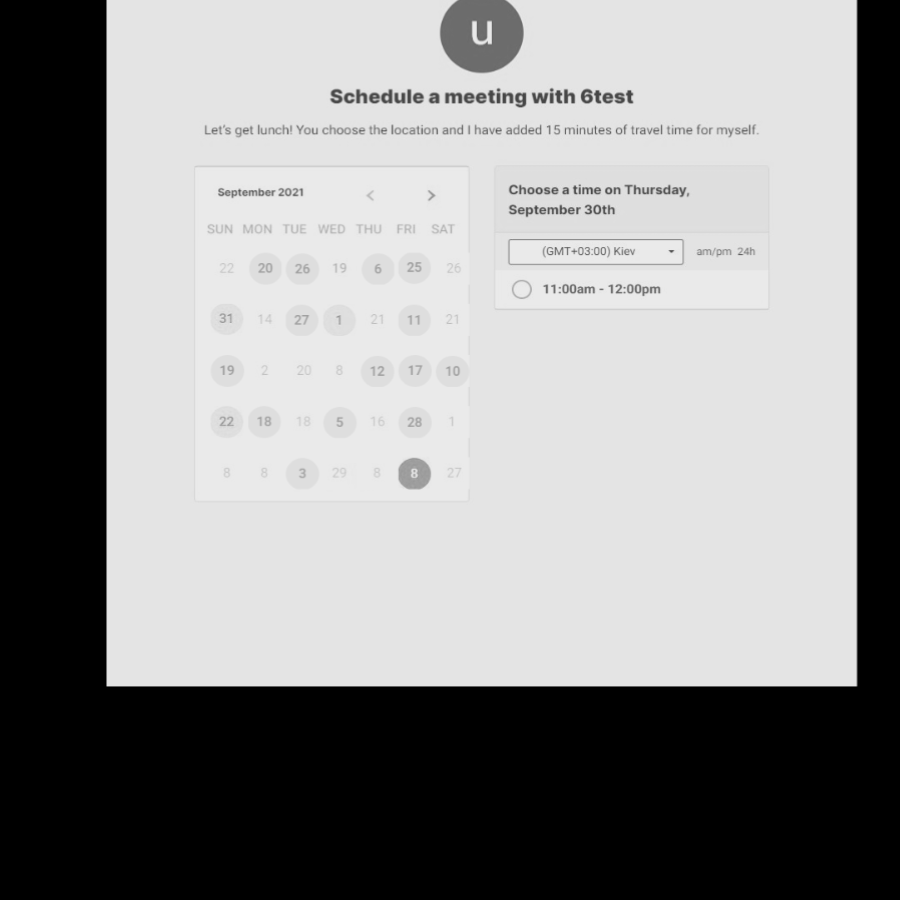 u
Schedule a meeting with 6test
Let's get lunch! You choose the location and I have added 15 minutes of travel time for myself.
September 2021 < >
SUN MON TUE WED THU FRI SAT
22 20 26 19 6 25 26
31 14 27 1 21 11 21
19 2 20 8 12 17 10
22 18 18 5 16 28 1
8 8 3 29 8 8 27
Choose a time on Thursday,
September 30th
(GMT+03:00) Kiev am/pm 24h
11:00am - 12:00pm